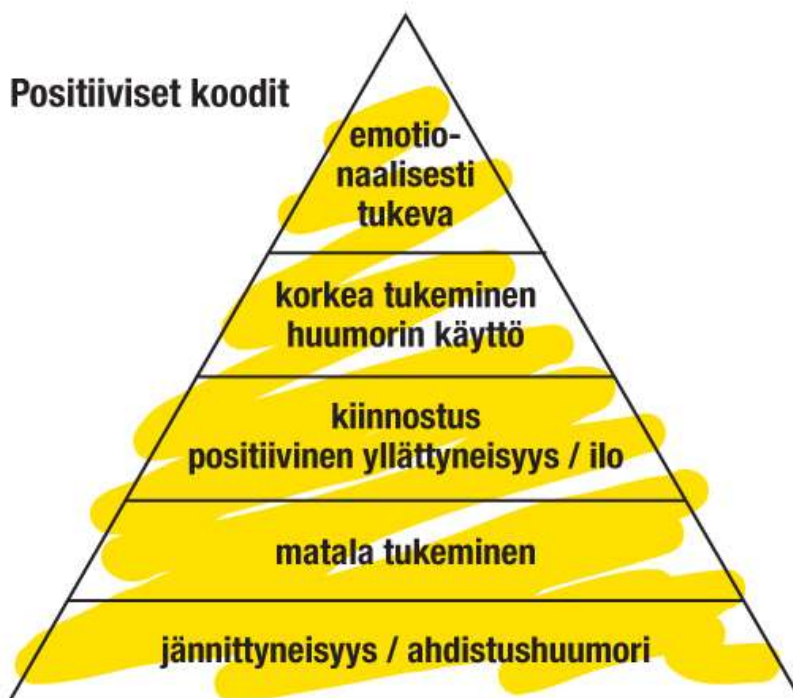 Positiiviset koodit
emotio-
naalisesti
tukeva
korkea tukeminen
huumorin käyttö
kiinnostus
positiivinen yllättyneisyys / ilo
matala tukeminen
jännittyneisyys / ahdistushuumori